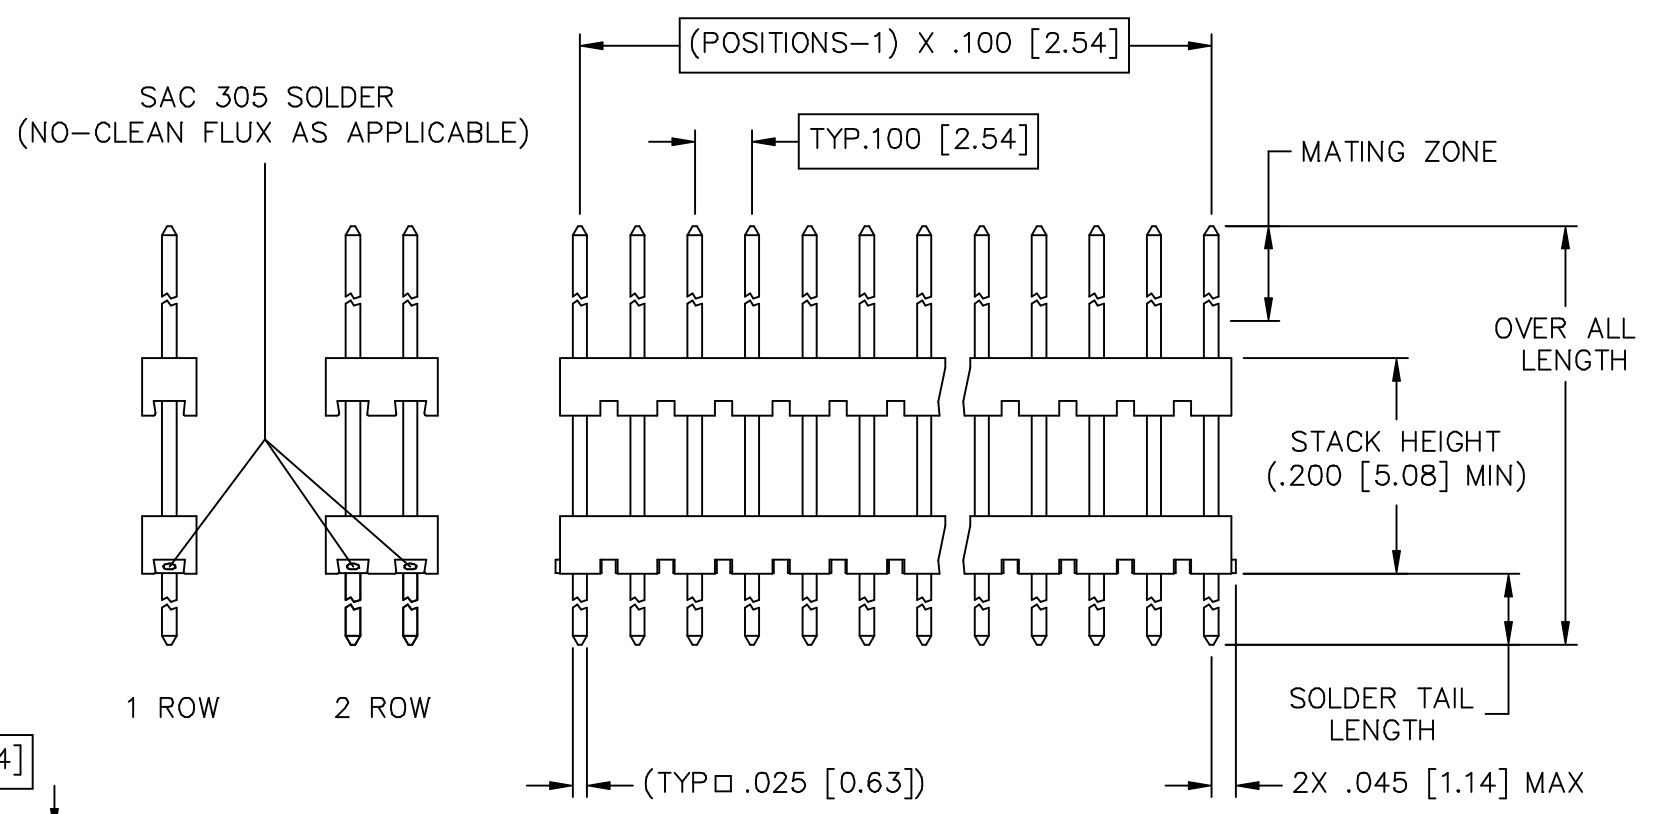 (POSITIONS-1) X .100 [2.54]
SAC 305 SOLDER
(NO-CLEAN FLUX AS APPLICABLE)
TYP.100 [2.54]
MATING ZONE
OVER ALL
LENGTH
STACK HEIGHT
(.200 [5.08] MIN)
1 ROW
2 ROW
SOLDER TAIL
LENGTH
4]
(TYP□ .025 [0.63])
2X .045 [1.14] MAX